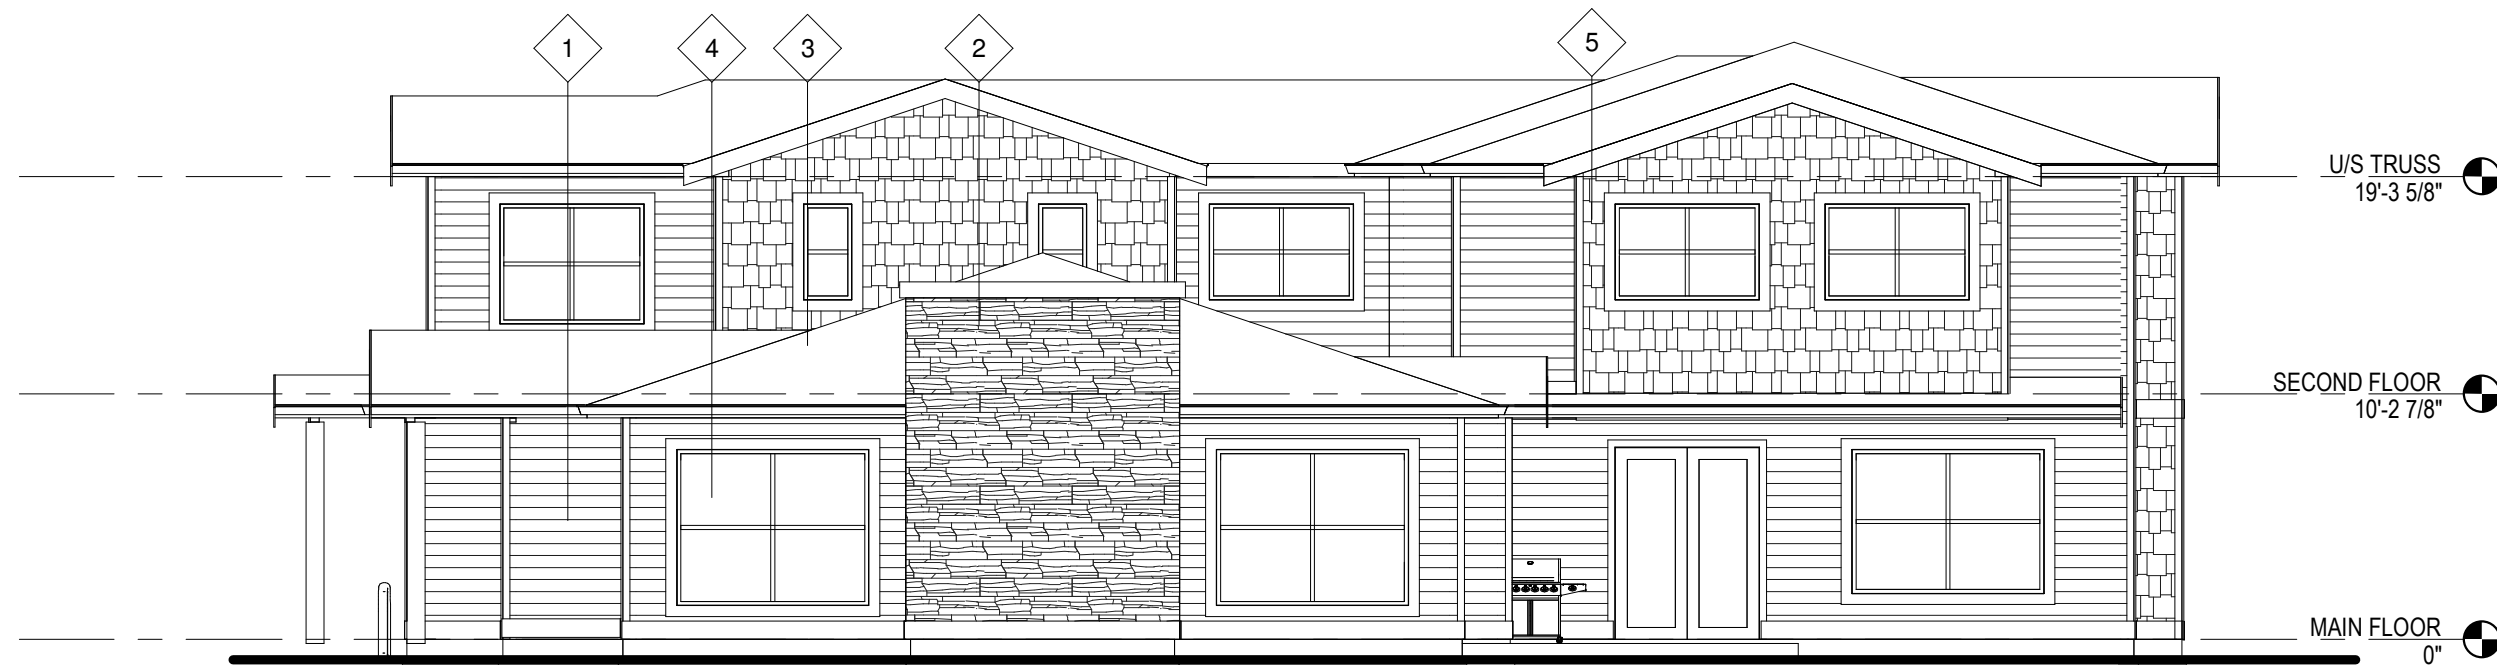 1
4
3
2
5
U/S TRUSS
19'-3 5/8"
SECOND FLOOR
10'-2 7/8"
MAIN FLOOR
0"